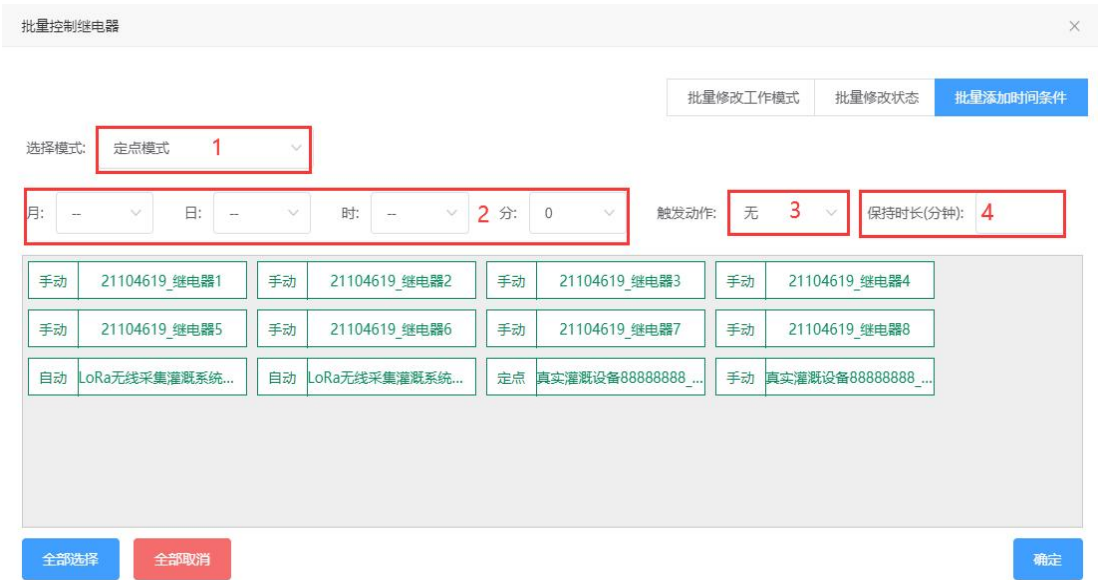 批量控制继电器
批量修改工作模式 批量修改状态 批量添加时间条件
选择模式: 定点模式 1
月: -- 日: -- 时: -- 2 分: 0 触发动作: 无 3 保持时长(分钟): 4
手动 21104619_继电器1 手动 21104619_继电器2 手动 21104619_继电器3 手动 21104619_继电器4
手动 21104619_继电器5 手动 21104619_继电器6 手动 21104619_继电器7 手动 21104619_继电器8
自动 LoRa无线采集灌溉系统... 自动 LoRa无线采集灌溉系统... 定点 真实灌溉设备88888888_... 手动 真实灌溉设备88888888_...
全部选择 全部取消 确定